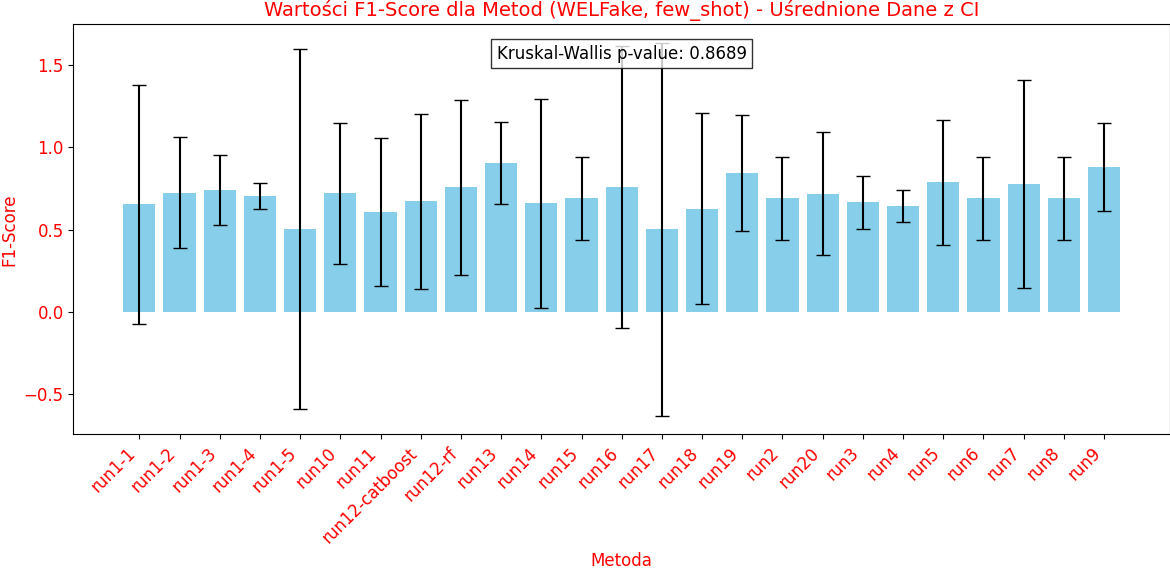 Wartości F1-Score dla Metod (WELFake, few_shot) - Uśrednione Dane z CI
Kruskal-Wallis p-value: 0.8689
F1-Score
1.5
1.0
0.5
0.0
−0.5
run1-1
run1-2
run1-3
run1-4
run1-5
run10
run11
run12-catboost
run12-rf
run13
run14
run15
run16
run17
run18
run19
run2
run20
run3
run4
run5
run6
run7
run8
run9
Metoda